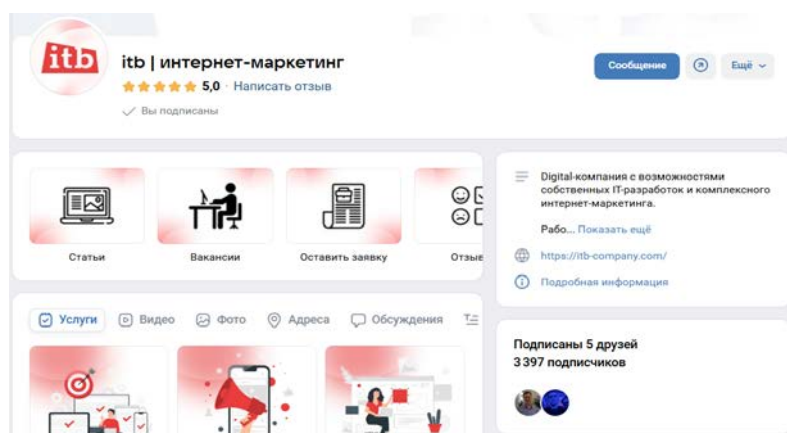 itb
itb | интернет-маркетинг
5,0 · Написать отзыв
Вы подписаны
Сообщение
Ещё
Статьи
Вакансии
Оставить заявку
Отзыв
Digital-компания с возможностями
собственных IT-разработок и комплексного
интернет-маркетинга.
Рабо... Показать ещё
https://itb-company.com/
Подробная информация
Услуги
Видео
Фото
Адреса
Обсуждения
Подписаны 5 друзей
3 397 подписчиков